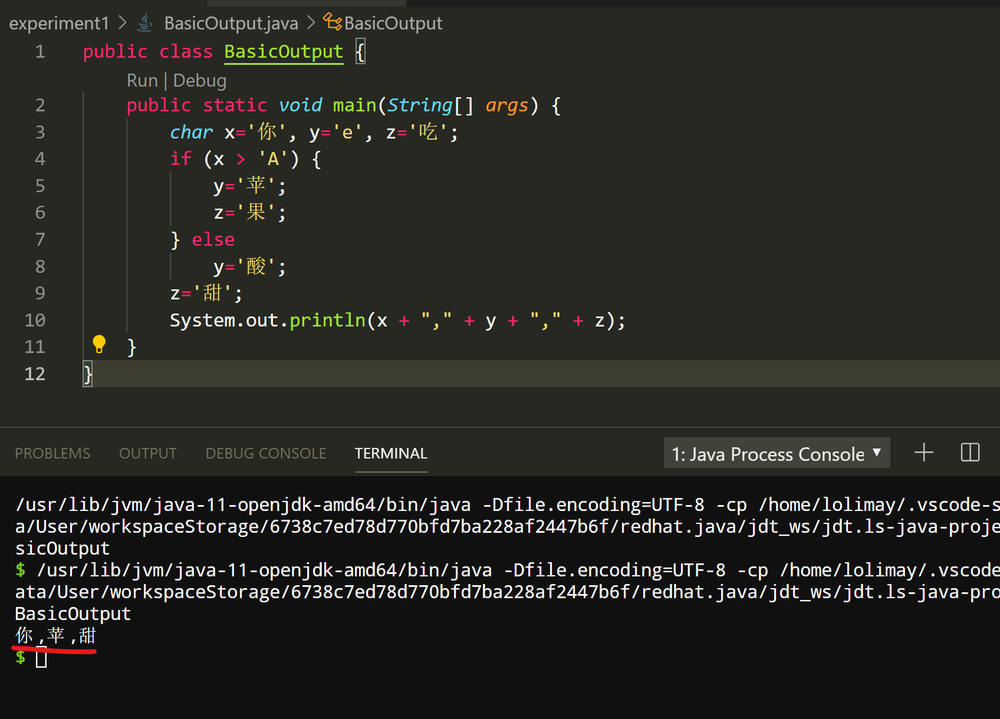 experiment1 > BasicOutput.java > BasicOutput
1 public class BasicOutput {
Run | Debug
2 public static void main(String[] args) {
3 char x='你', y='e', z='吃';
4 if (x > 'A') {
5 y='苹';
6 z='果';
7 } else
8 y='酸';
9 z='甜';
10 System.out.println(x + "," + y + "," + z);
11 }
12 }
PROBLEMS OUTPUT DEBUG CONSOLE TERMINAL 1: Java Process Console
/usr/lib/jvm/java-11-openjdk-amd64/bin/java -Dfile.encoding=UTF-8 -cp /home/lolimay/.vscode-s
a/User/workspaceStorage/6738c7ed78d770bfd7ba228af2447b6f/redhat.java/jdt_ws/jdt.ls-java-proje
sicOutput
$ /usr/lib/jvm/java-11-openjdk-amd64/bin/java -Dfile.encoding=UTF-8 -cp /home/lolimay/.vscode
ata/User/workspaceStorage/6738c7ed78d770bfd7ba228af2447b6f/redhat.java/jdt_ws/jdt.ls-java-pro
BasicOutput
你,苹,甜
$